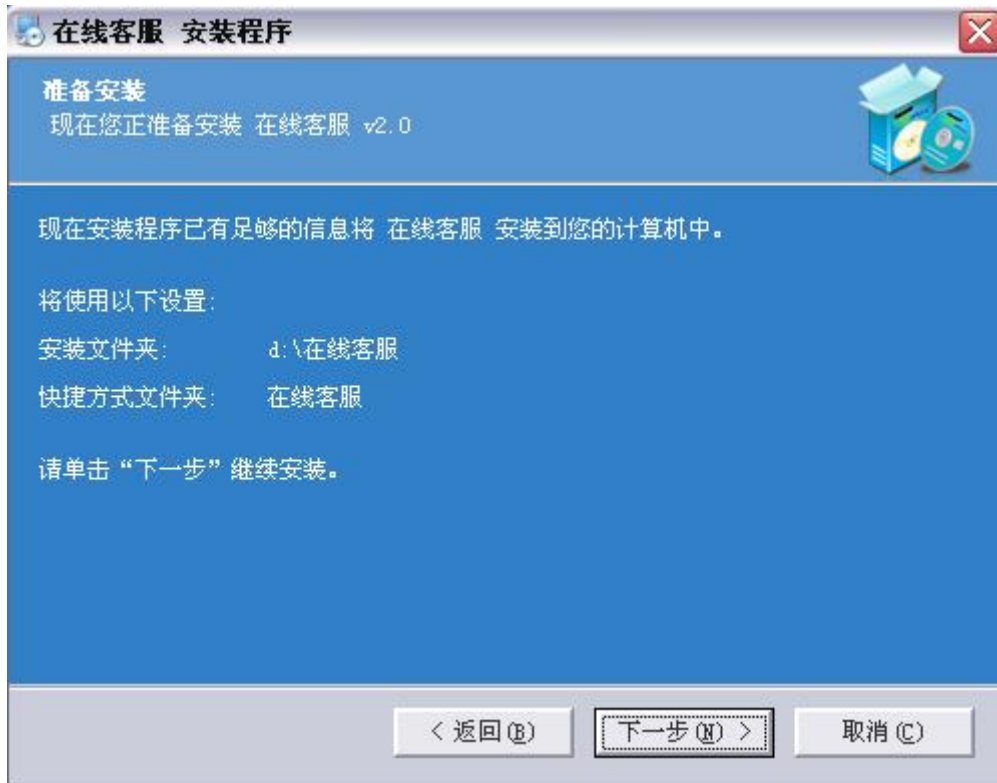 在线客服 安装程序
准备安装
现在您正准备安装 在线客服 v2.0
现在安装程序已有足够的信息将 在线客服 安装到您的计算机中。
将使用以下设置:
安装文件夹: d:\在线客服
快捷方式文件夹: 在线客服
请单击“下一步”继续安装。
< 返回(B) 下一步(N) > 取消(C)